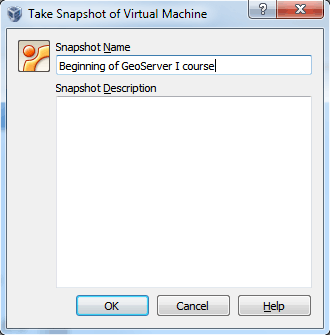 Take Snapshot of Virtual Machine
?
Snapshot Name
Beginning of GeoServer I course
Snapshot Description
OK Cancel Help